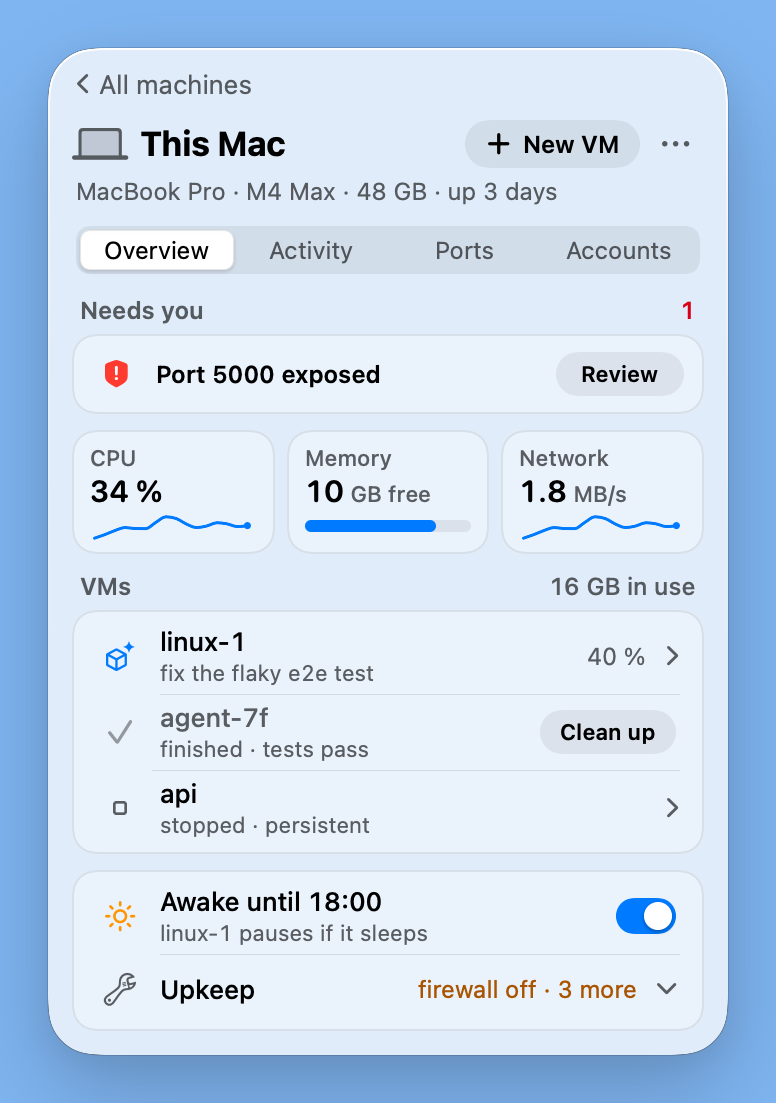 All machines
This Mac
New VM
MacBook Pro · M4 Max · 48 GB · up 3 days
Overview Activity Ports Accounts
Needs you 1
Port 5000 exposed Review
CPU Memory Network
34 % 10 GB free 1.8 MB/s
VMs 16 GB in use
linux-1
fix the flaky e2e test
40 %
agent-7f
finished · tests pass
Clean up
api
stopped · persistent
Awake until 18:00
linux-1 pauses if it sleeps
Upkeep firewall off · 3 more